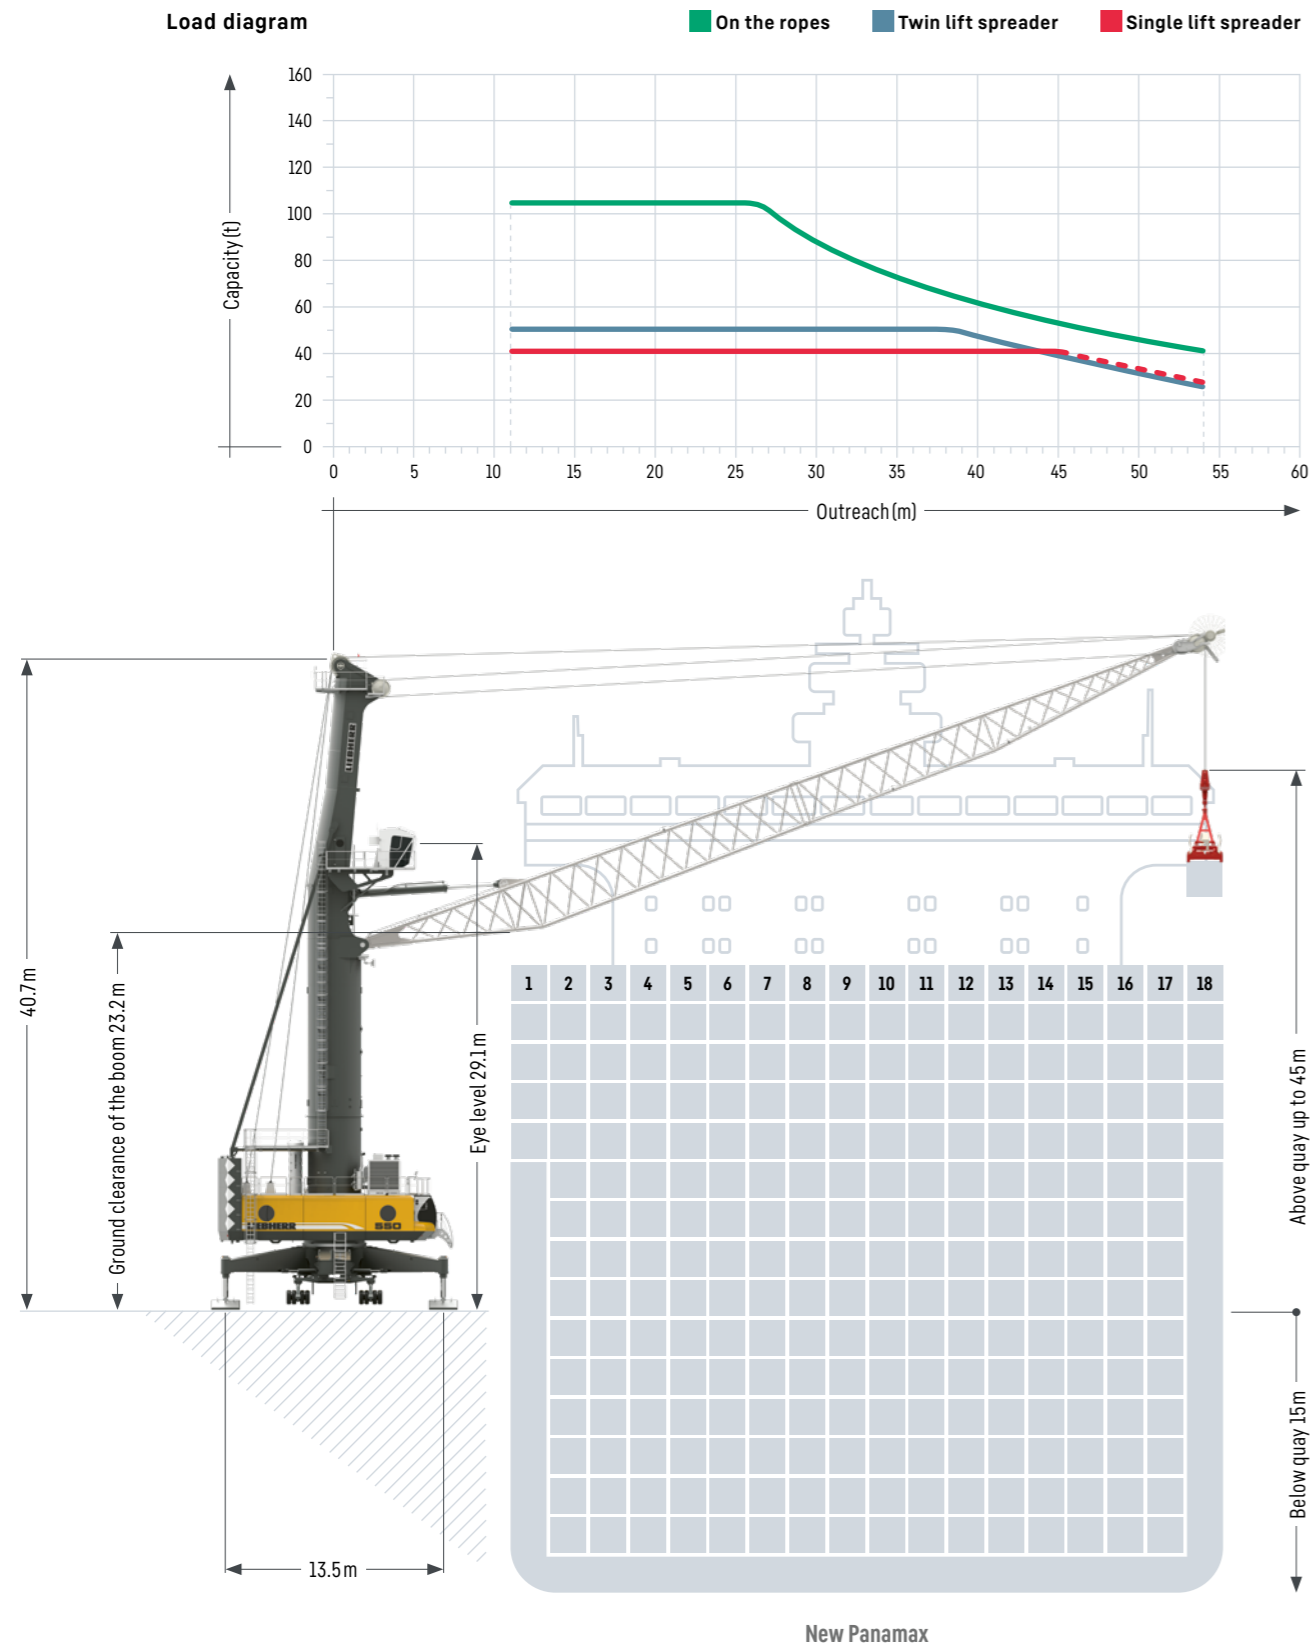 Load diagram
On the ropes
Twin lift spreader
Single lift spreader
160
140
120
100
80
60
40
20
0
Capacity (t)
0 5 10 15 20 25 30 35 40 45 50 55 60
Outreach (m)
LIEBHERR
40.7 m
Ground clearance of the boom 23.2 m
Eye level 29.1 m
1 2 3 4 5 6 7 8 9 10 11 12 13 14 15 16 17 18
Above quay up to 45 m
LIEBHERR
550
Below quay 15 m
13.5 m
New Panamax